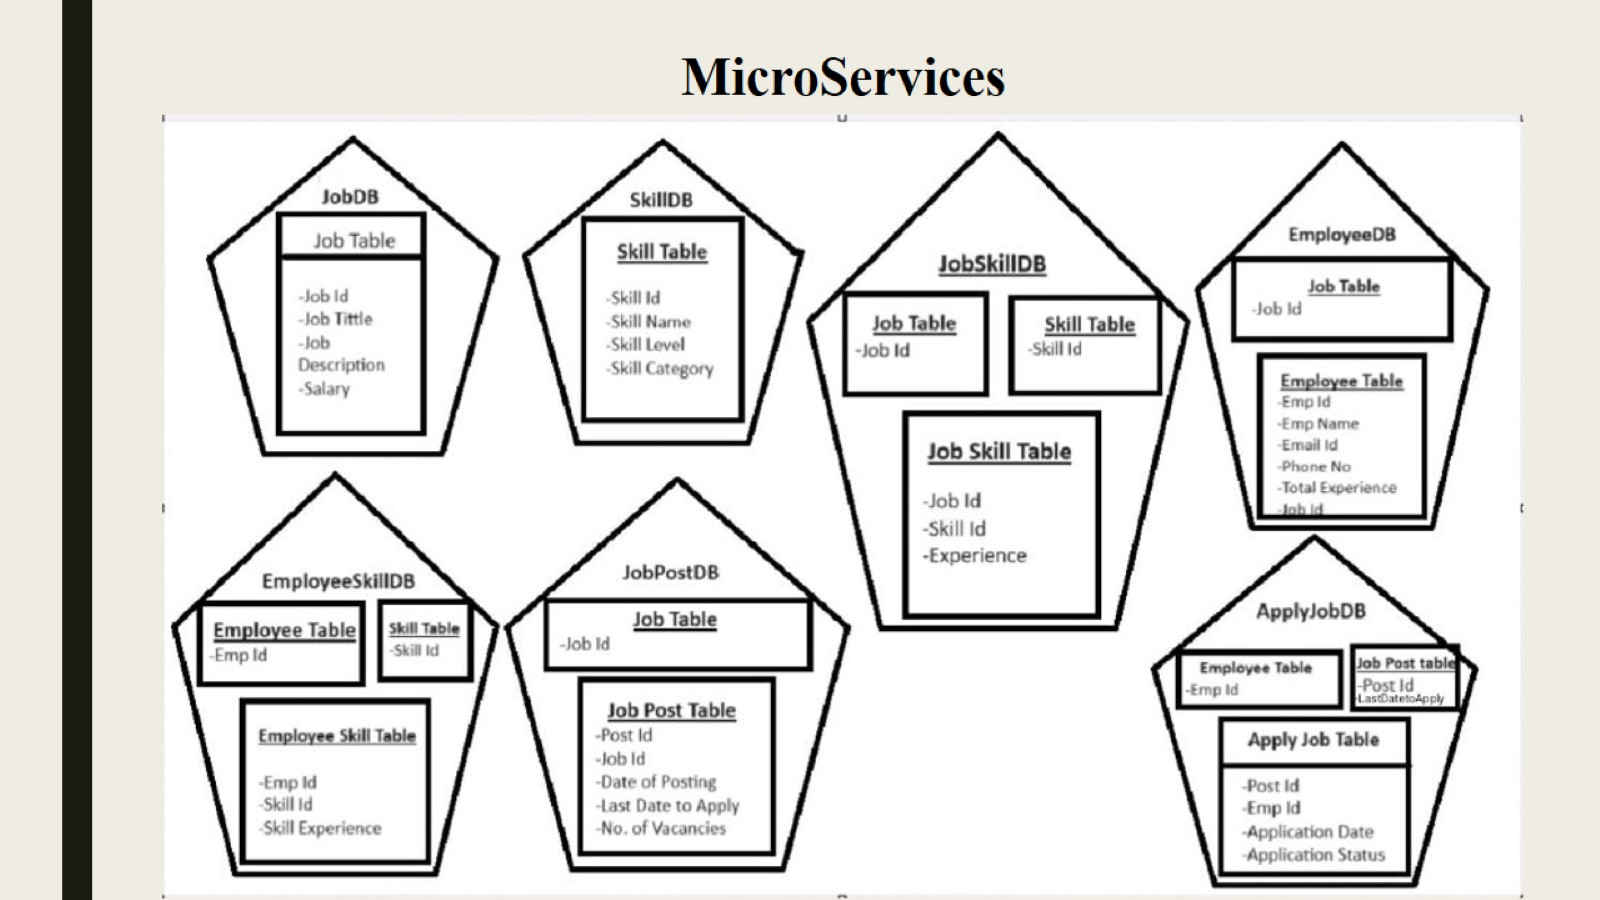 MicroServices
JobDB
Job Table
-Job Id
-Job Tittle
-Job
Description
-Salary
SkillDB
Skill Table
-Skill Id
-Skill Name
-Skill Level
-Skill Category
JobSkillDB
Job Table
-Job Id
Skill Table
-Skill Id
Job Skill Table
-Job Id
-Skill Id
-Experience
EmployeeDB
Job Table
-Job Id
Employee Table
-Emp Id
-Emp Name
-Email Id
-Phone No
-Total Experience
-Job Id
EmployeeSkillDB
Employee Table
-Emp Id
Skill Table
-Skill Id
Employee Skill Table
-Emp Id
-Skill Id
-Skill Experience
JobPostDB
Job Table
-Job Id
Job Post Table
-Post Id
-Job Id
-Date of Posting
-Last Date to Apply
-No. of Vacancies
ApplyJobDB
Employee Table
-Emp Id
Job Post table
-Post Id
-LastDatetoApply
Apply Job Table
-Post Id
-Emp Id
-Application Date
-Application Status